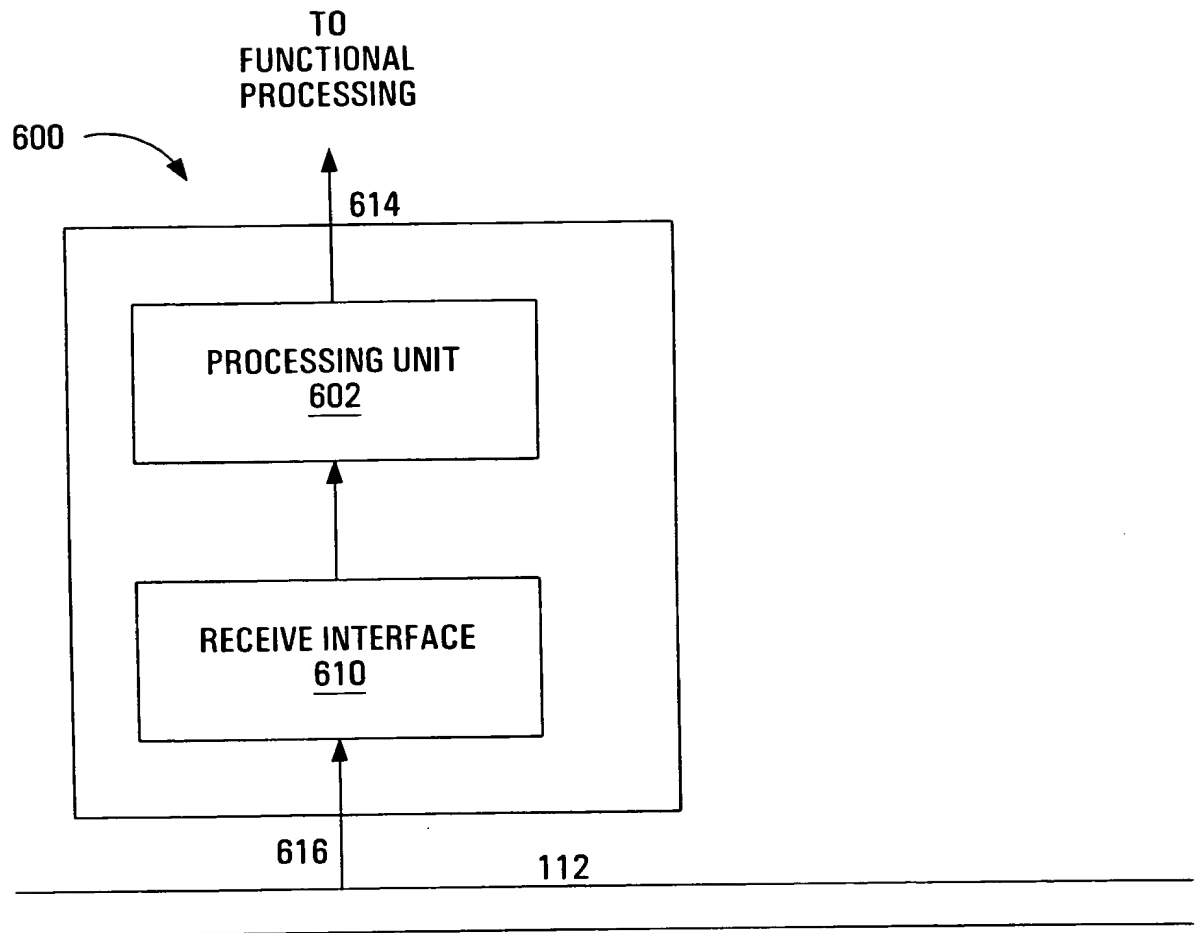 TO
FUNCTIONAL
PROCESSING
600
614
PROCESSING UNIT
602
RECEIVE INTERFACE
610
616
112